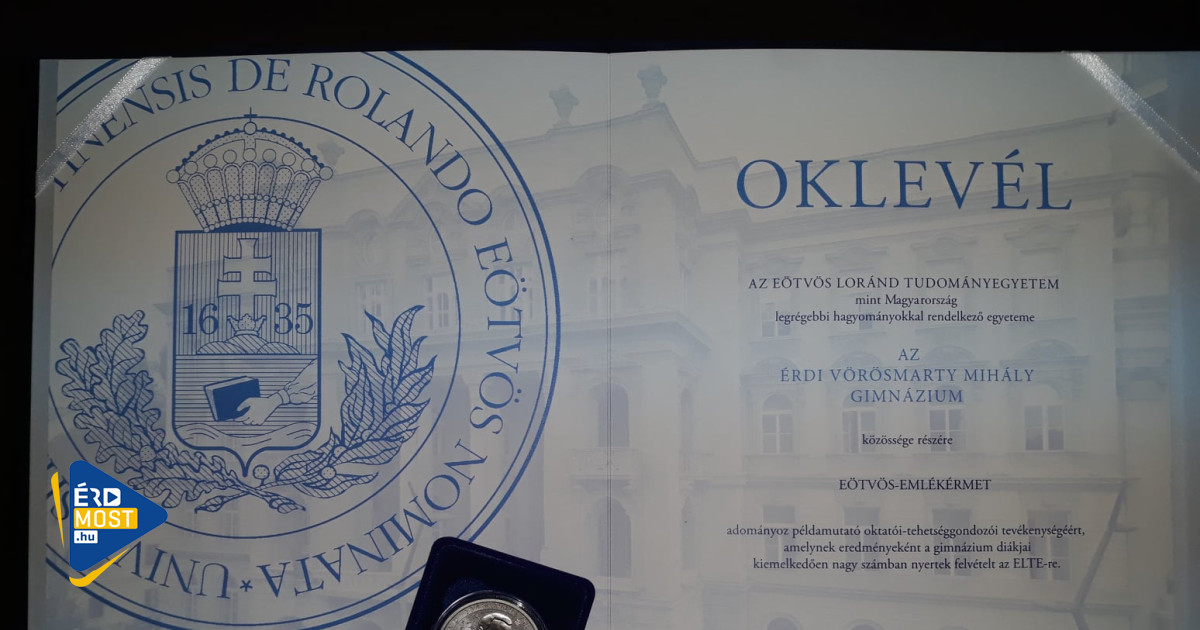 TINENSIS DE ROLANDO EÖTVÖS NOMINATA * UNIV
16 35
OKLEVÉL
AZ EÖTVÖS LORÁND TUDOMÁNYEGYETEM
mint Magyarország
legrégebbi hagyományokkal rendelkező egyeteme
AZ
ÉRDI VÖRÖSMARTY MIHÁLY
GIMNÁZIUM
közössége részére
EÖTVÖS-EMLÉKÉRMET
adományoz példamutató oktatói-tehetséggondozói tevékenységéért,
amelynek eredményeként a gimnázium diákjai
kiemelkedően nagy számban nyertek felvételt az ELTE-re.
ÉRD
MOST
.hu